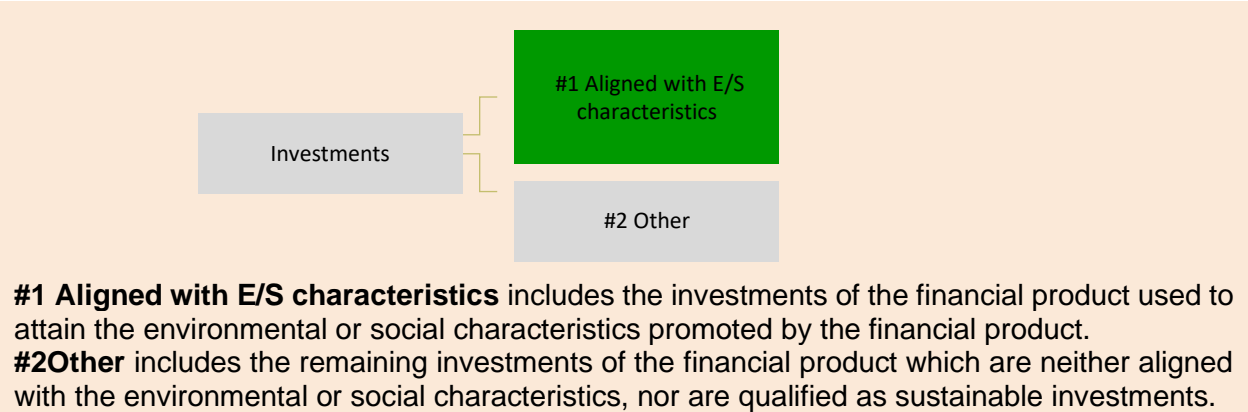 #1 Aligned with E/S
characteristics
Investments
#2 Other
#1 Aligned with E/S characteristics includes the investments of the financial product used to
attain the environmental or social characteristics promoted by the financial product.
#2Other includes the remaining investments of the financial product which are neither aligned
with the environmental or social characteristics, nor are qualified as sustainable investments.